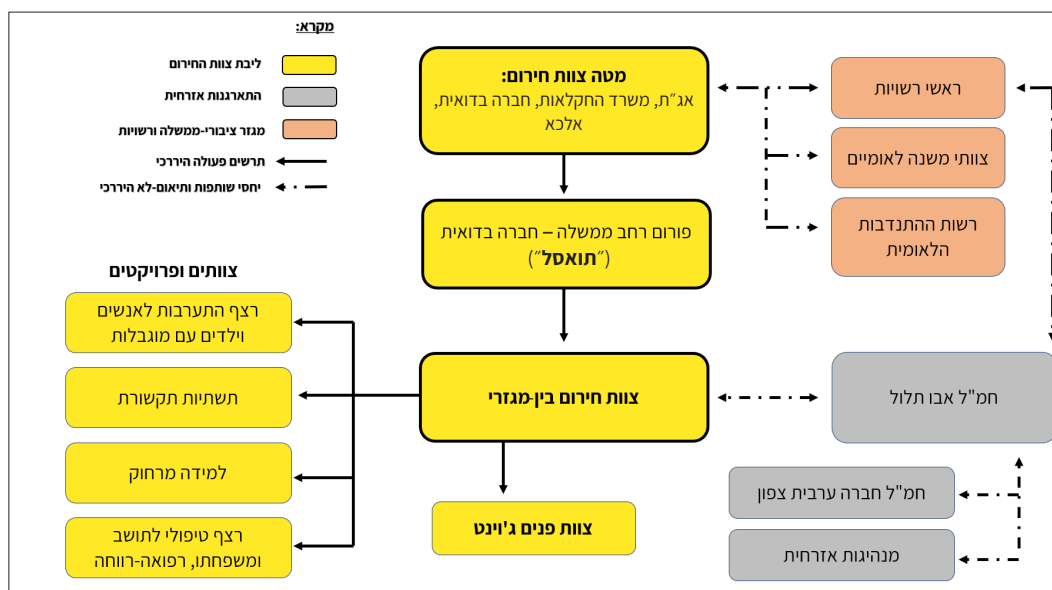 מקרא:
ליבת צוות החירום
התארגנות אזרחית
מגזר ציבורי-ממשלה ורשויות
תרשים פעולה היררכי
יחסי שותפות ותיאום-לא היררכי
מטה צוות חירום:
אג״ת, משרד החקלאות, חברה בדואית,
אלכא
ראשי רשויות
צוותי משנה לאומיים
רשות ההתנדבות
הלאומית
פורום רחב ממשלה – חברה בדואית
(״תואסל״)
צוותים ופרויקטים
רצף התערבות לאנשים
וילדים עם מוגבלות
תשתיות תקשורת
למידה מרחוק
רצף טיפולי לתושב
ומשפחתו, רפואה-רווחה
צוות חירום בין-מגזרי
צוות פנים ג'וינט
חמ"ל אבו תלול
חמ"ל חברה ערבית צפון
מנהיגות אזרחית